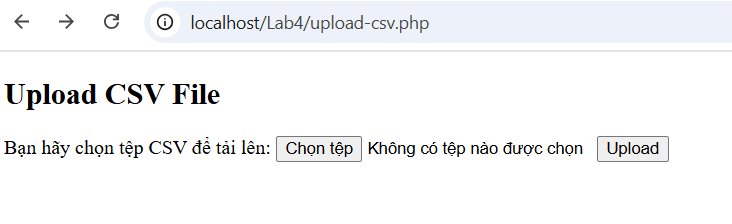 localhost/Lab4/upload-csv.php
Upload CSV File
Bạn hãy chọn tệp CSV để tải lên: Chọn tệp Không có tệp nào được chọn Upload